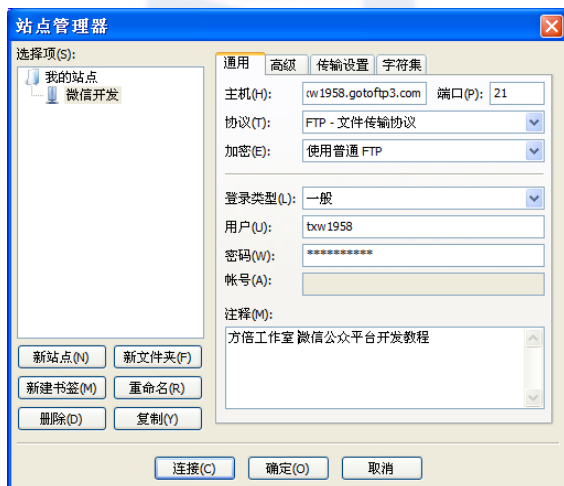 站点管理器
选择项(S):
我的站点
微信开发
新站点(N) 新文件夹(F)
新建书签(M) 重命名(R)
删除(D) 复制(Y)
通用 高级 传输设置 字符集
主机(H): xw1958.gotoftp3.com 端口(P): 21
协议(T): FTP - 文件传输协议
加密(E): 使用普通 FTP
登录类型(L): 一般
用户(U): txw1958
密码(W): **********
帐号(A):
注释(M):
方倍工作室 微信公众平台开发教程
连接(C) 确定(O) 取消